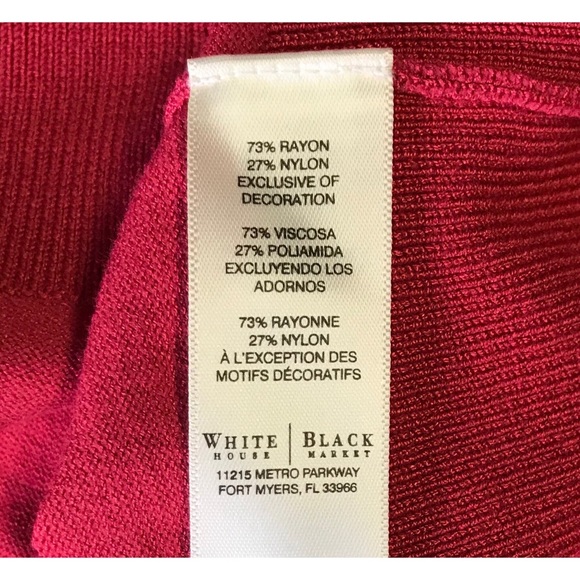 73% RAYON
27% NYLON
EXCLUSIVE OF
DECORATION
73% VISCOSA
27% POLIAMIDA
EXCLUYENDO LOS
ADORNOS
73% RAYONNE
27% NYLON
À L'EXCEPTION DES
MOTIFS DÉCORATIFS
WHITE | BLACK
HOUSE | MARKET
11215 METRO PARKWAY
FORT MYERS, FL 33966